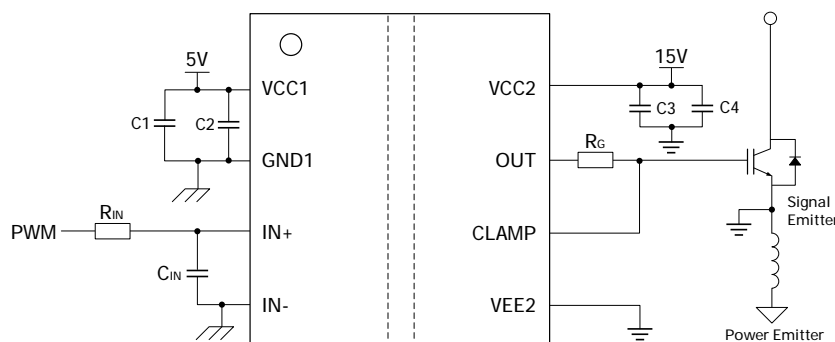 5V
15V
VCC1
VCC2
C1
C2
C3
C4
GND1
OUT
RG
RIN
PWM
IN+
CLAMP
Signal
Emitter
CIN
IN-
VEE2
Power Emitter